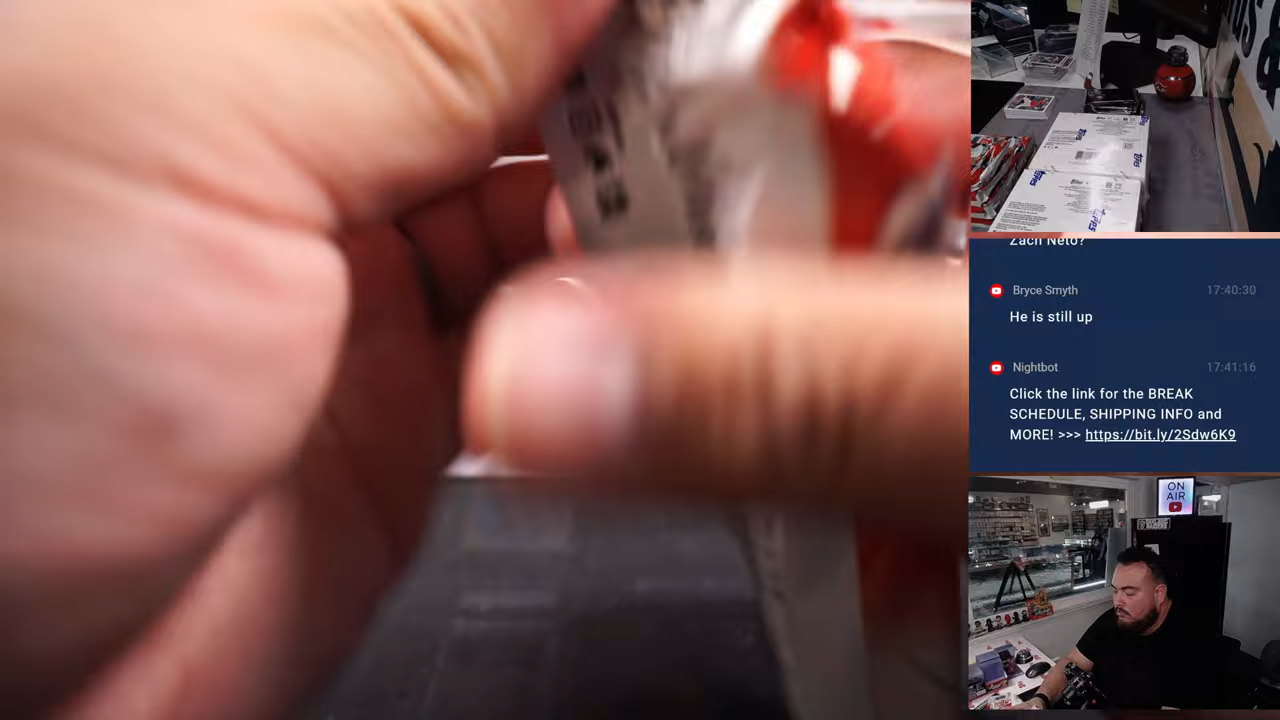 Zach Neto?
Bryce Smyth 17:40:30
He is still up
Nightbot 17:41:16
Click the link for the BREAK
SCHEDULE, SHIPPING INFO and
MORE! >>> https://bit.ly/2Sdw6K9
ON
AIR